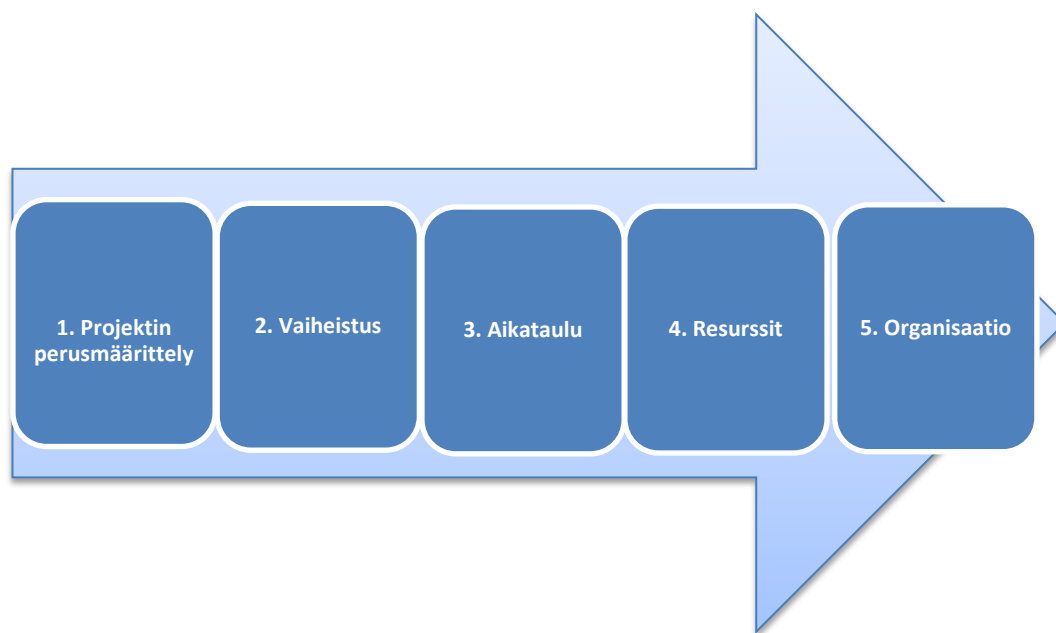 1. Projektin
perusmäärittely
2. Vaiheistus
3. Aikataulu
4. Resurssit
5. Organisaatio